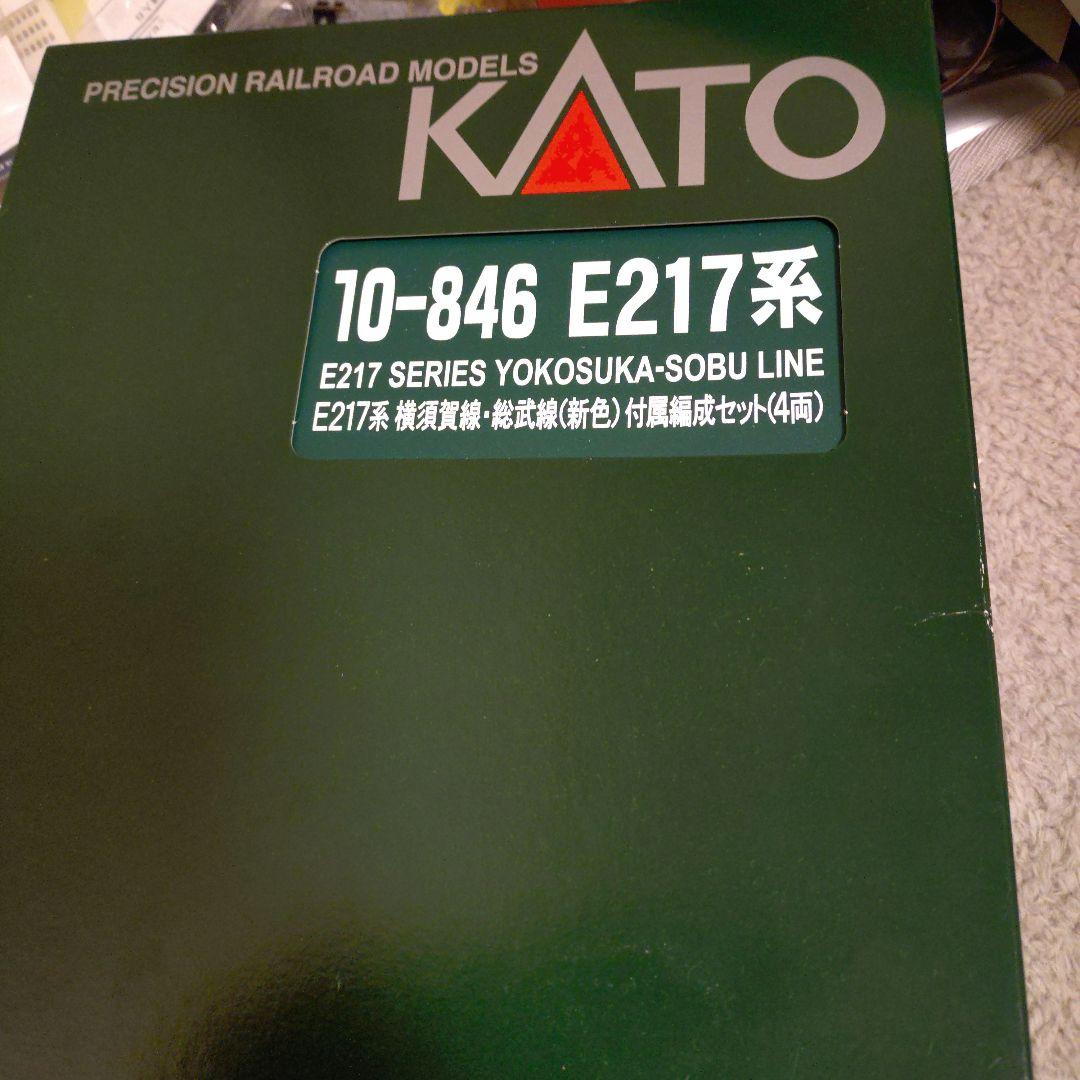 PRECISION RAILROAD MODELS
KATO
10-846 E217系
E217 SERIES YOKOSUKA-SOBU LINE
E217系 横須賀線・総武線(新色)付属編成セット(4両)